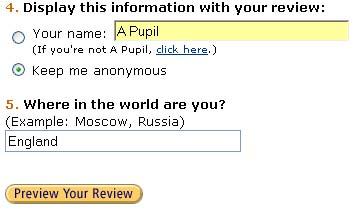 4. Display this information with your review:
Your name: A Pupil
(If you're not A Pupil, click here.)
Keep me anonymous
5. Where in the world are you?
(Example: Moscow, Russia)
England
Preview Your Review